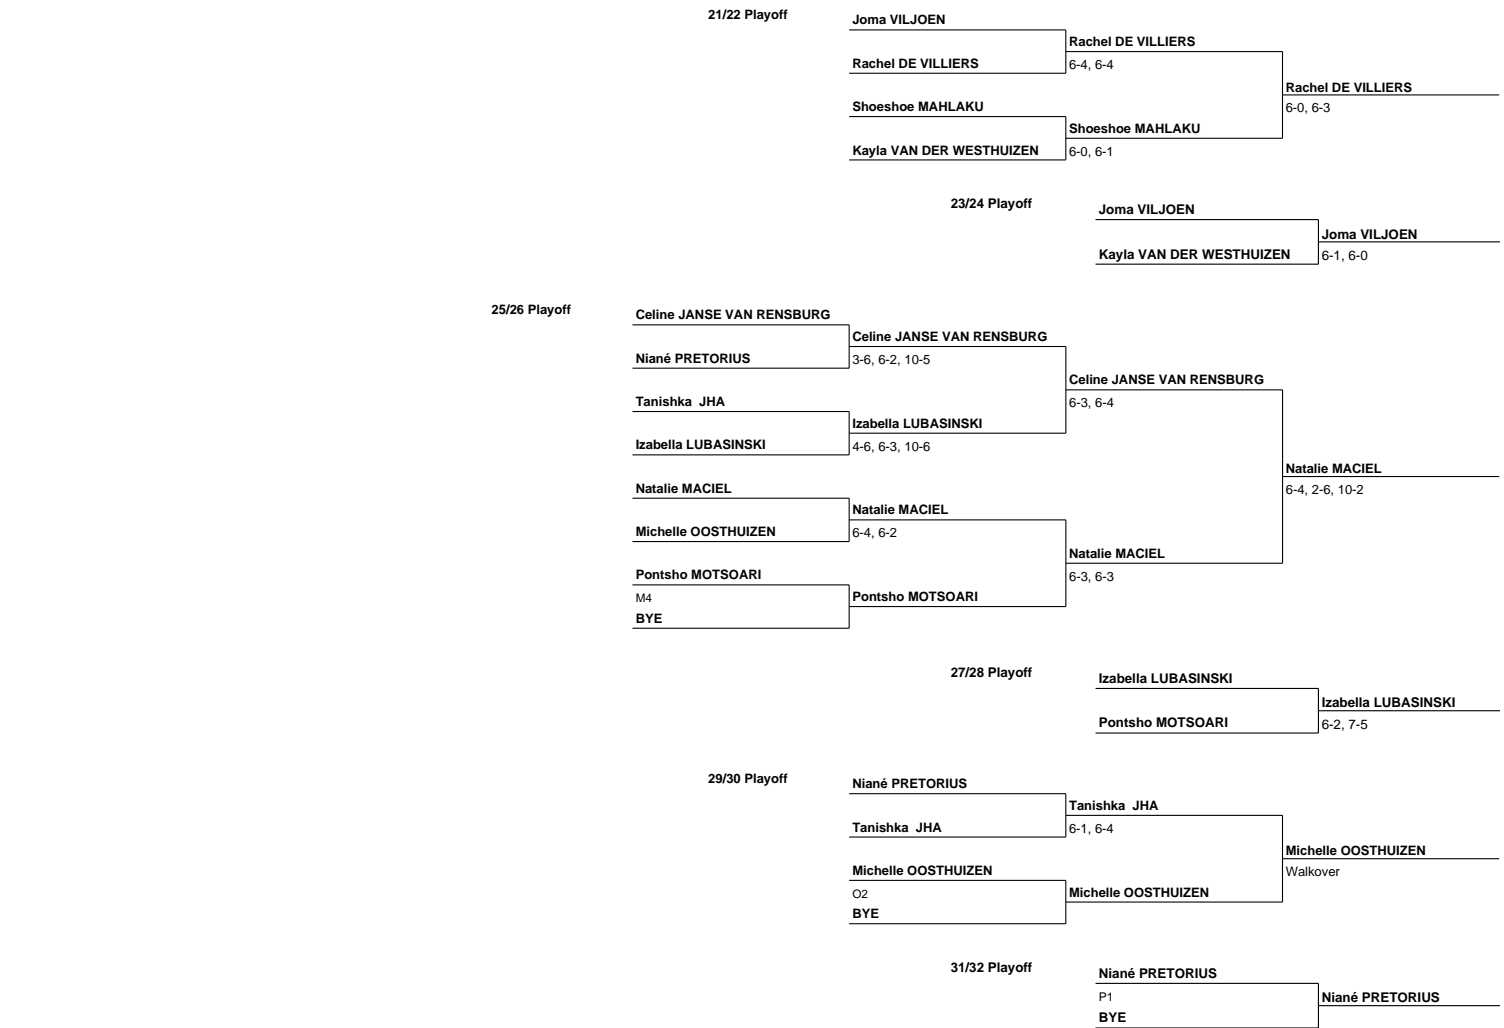 21/22 Playoff
Joma VILJOEN
Rachel DE VILLIERS
Rachel DE VILLIERS
6-4, 6-4
Rachel DE VILLIERS
6-0, 6-3
Shoeshoe MAHLAKU
Shoeshoe MAHLAKU
Kayla VAN DER WESTHUIZEN
6-0, 6-1
23/24 Playoff
Joma VILJOEN
Joma VILJOEN
Kayla VAN DER WESTHUIZEN
6-1, 6-0
25/26 Playoff
Celine JANSE VAN RENSBURG
Celine JANSE VAN RENSBURG
Niané PRETORIUS
3-6, 6-2, 10-5
Celine JANSE VAN RENSBURG
6-3, 6-4
Tanishka  JHA
Izabella LUBASINSKI
Izabella LUBASINSKI
4-6, 6-3, 10-6
Natalie MACIEL
6-4, 2-6, 10-2
Natalie MACIEL
Natalie MACIEL
Michelle OOSTHUIZEN
6-4, 6-2
Natalie MACIEL
6-3, 6-3
Pontsho MOTSOARI
M4
Pontsho MOTSOARI
BYE
27/28 Playoff
Izabella LUBASINSKI
Izabella LUBASINSKI
Pontsho MOTSOARI
6-2, 7-5
29/30 Playoff
Niané PRETORIUS
Tanishka  JHA
Tanishka  JHA
6-1, 6-4
Michelle OOSTHUIZEN
Walkover
Michelle OOSTHUIZEN
O2
Michelle OOSTHUIZEN
BYE
31/32 Playoff
Niané PRETORIUS
P1
Niané PRETORIUS
BYE